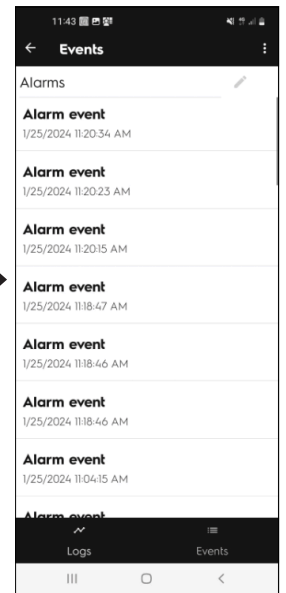 11:43
Events
Alarms
Alarm event
1/25/2024 11:20:34 AM
Alarm event
1/25/2024 11:20:23 AM
Alarm event
1/25/2024 11:20:15 AM
Alarm event
1/25/2024 11:18:47 AM
Alarm event
1/25/2024 11:18:46 AM
Alarm event
1/25/2024 11:18:46 AM
Alarm event
1/25/2024 11:04:15 AM
Alarm event
Logs
Events